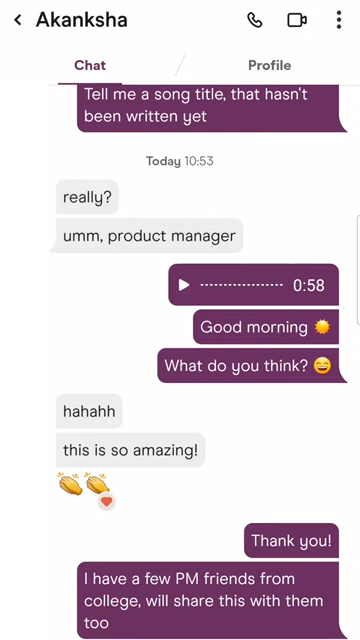 Akanksha
Chat
Profile
Tell me a song title, that hasn't
been written yet
Today 10:53
really?
umm, product manager
0:58
Good morning ☀️
What do you think? 😄
hahahh
this is so amazing!
👏👏
❤️
Thank you!
I have a few PM friends from
college, will share this with them
too